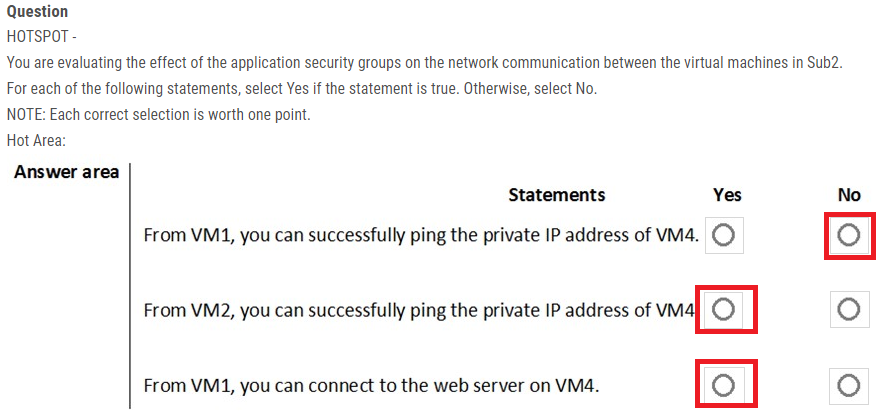 Question
HOTSPOT -
You are evaluating the effect of the application security groups on the network communication between the virtual machines in Sub2.
For each of the following statements, select Yes if the statement is true. Otherwise, select No.
NOTE: Each correct selection is worth one point.
Hot Area:
Answer area
Statements Yes No
From VM1, you can successfully ping the private IP address of VM4.
From VM2, you can successfully ping the private IP address of VM4
From VM1, you can connect to the web server on VM4.